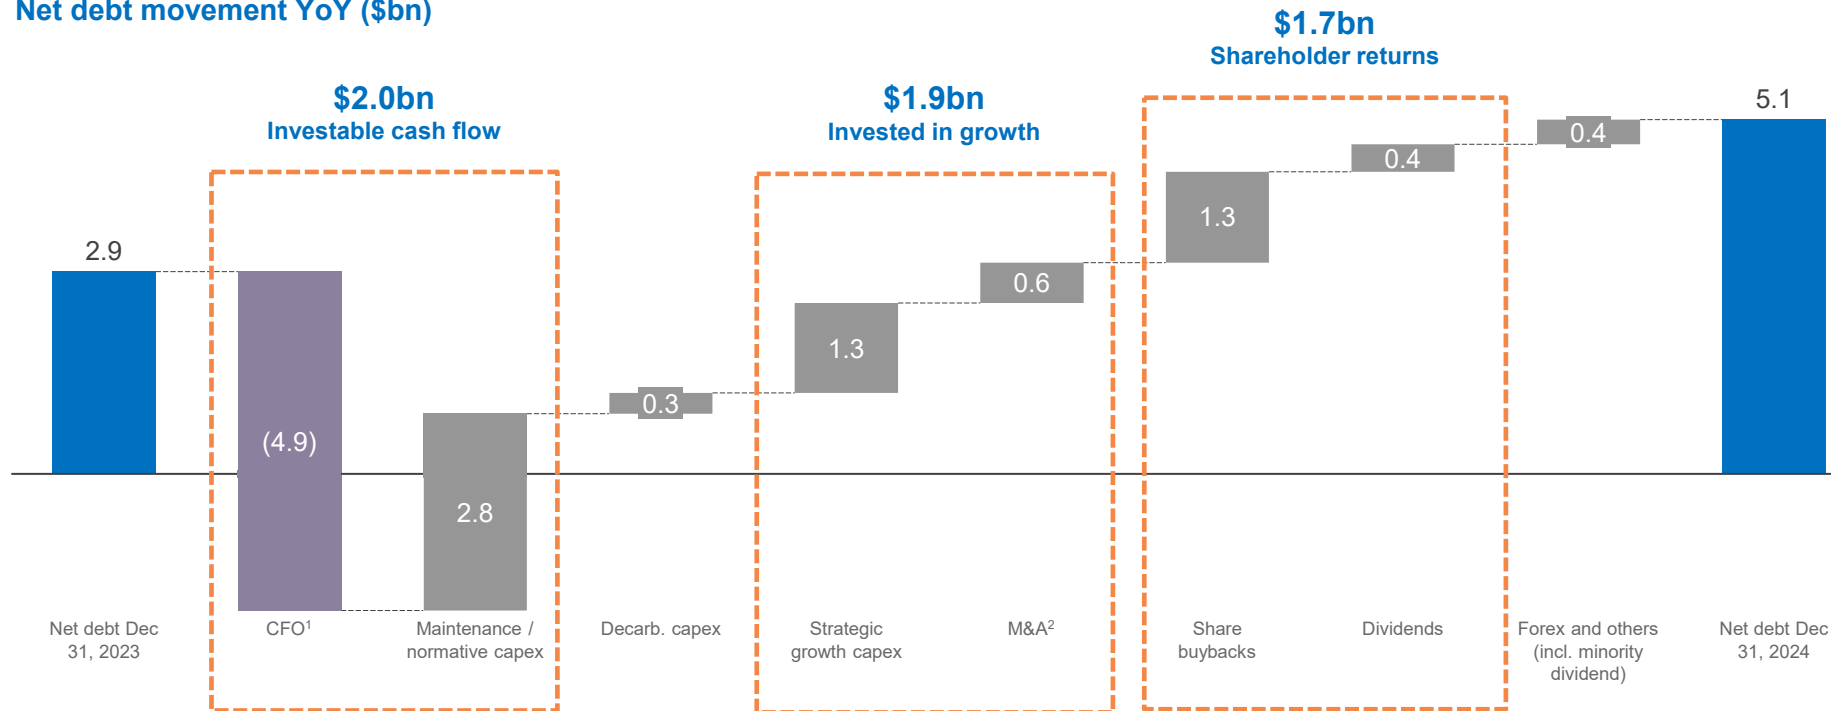 Net debt movement YoY ($bn)
$1.7bn
Shareholder returns
$2.0bn
Investable cash flow
$1.9bn
Invested in growth
2.9
(4.9)
2.8
0.3
1.3
0.6
1.3
0.4
0.4
5.1
Net debt Dec
31, 2023
CFO1
Maintenance /
normative capex
Decarb. capex
Strategic
growth capex
M&A2
Share
buybacks
Dividends
Forex and others
(incl. minority
dividend)
Net debt Dec
31, 2024